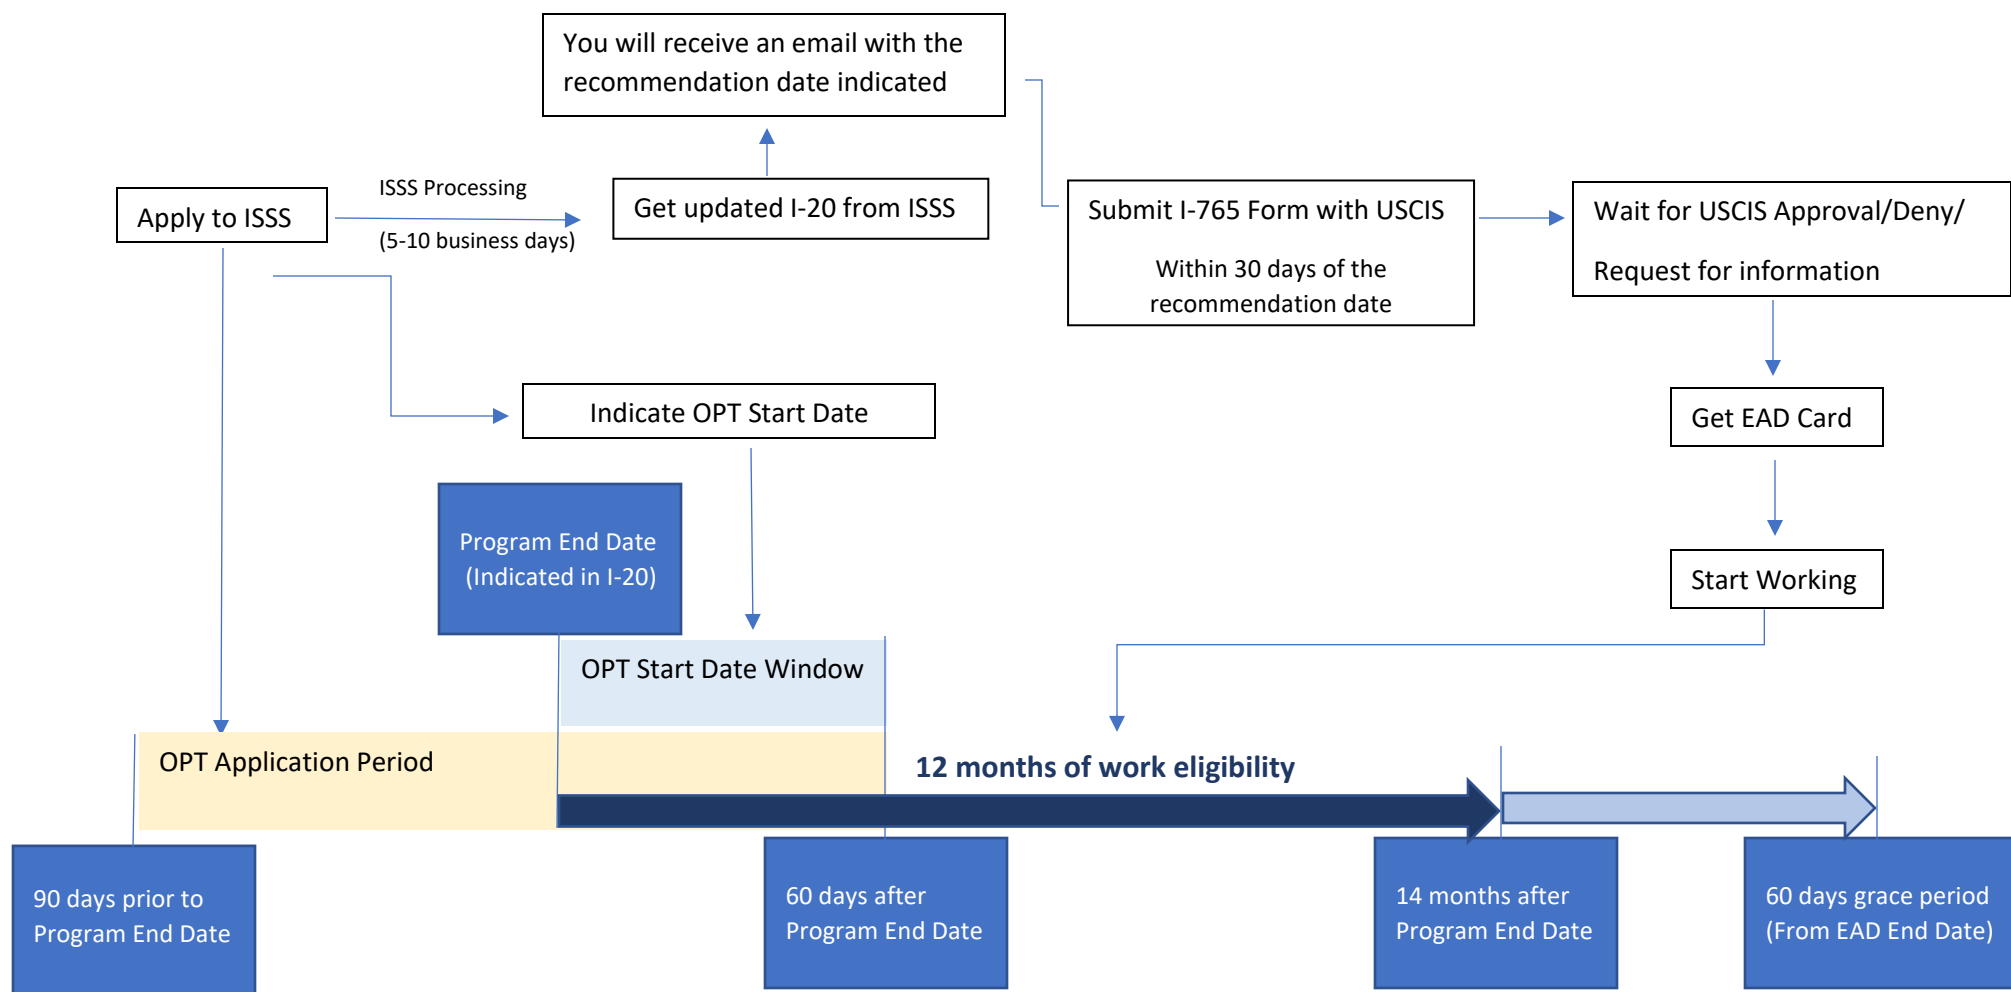 You will receive an email with the
recommendation date indicated
ISSS Processing
(5-10 business days)
Apply to ISSS
Get updated I-20 from ISSS
Submit I-765 Form with USCIS
Within 30 days of the
recommendation date
Wait for USCIS Approval/Deny/
Request for information
Indicate OPT Start Date
Get EAD Card
Program End Date
(Indicated in I-20)
Start Working
OPT Start Date Window
OPT Application Period
12 months of work eligibility
90 days prior to
Program End Date
60 days after
Program End Date
14 months after
Program End Date
60 days grace period
(From EAD End Date)